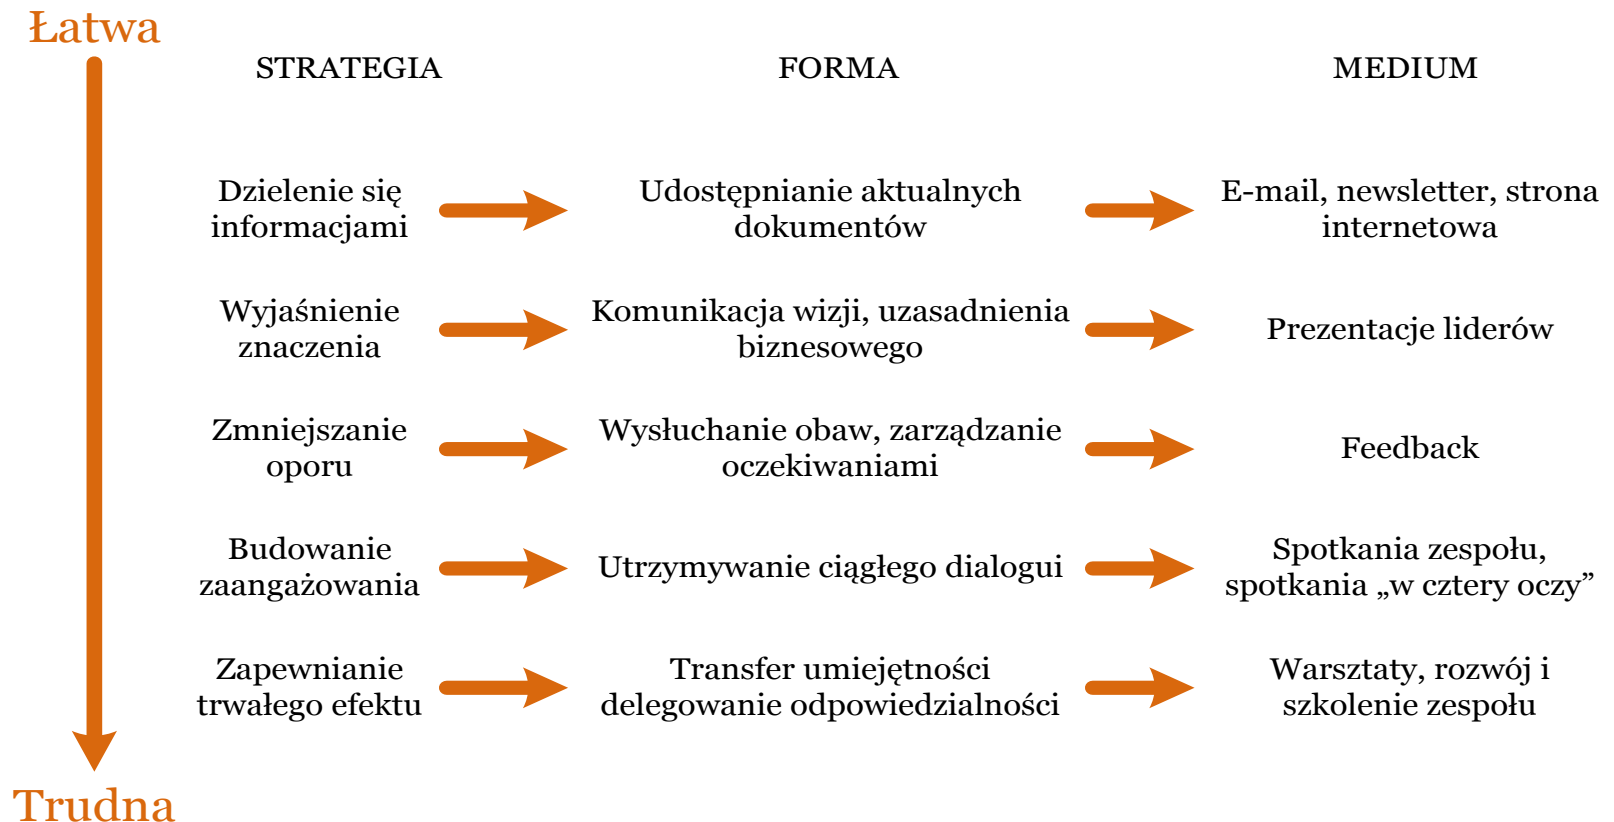 Łatwa
STRATEGIA
FORMA
MEDIUM
Dzielenie się
informacjami
Udostępnianie aktualnych
dokumentów
E-mail, newsletter, strona
internetowa
Wyjaśnienie
znaczenia
Komunikacja wizji, uzasadnienia
biznesowego
Prezentacje liderów
Zmniejszanie
oporu
Wysłuchanie obaw, zarządzanie
oczekiwaniami
Feedback
Budowanie
zaangażowania
Utrzymywanie ciągłego dialogui
Spotkania zespołu,
spotkania „w cztery oczy”
Zapewnianie
trwałego efektu
Transfer umiejętności
delegowanie odpowiedzialności
Warsztaty, rozwój i
szkolenie zespołu
Trudna